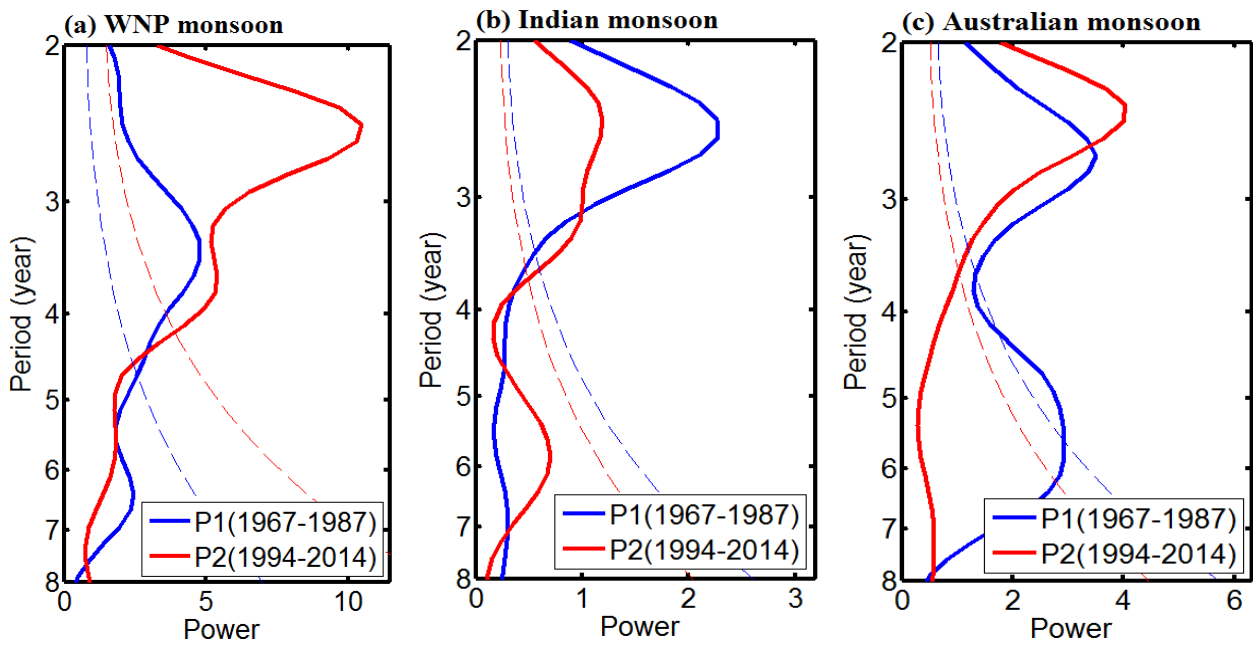 (a) WNP monsoon
2
3
4
5
6
7
8
Period (year)
0
5
10
Power
P1(1967-1987)
P2(1994-2014)
(b) Indian monsoon
2
3
4
5
6
7
8
Period (year)
0
1
2
3
Power
P1(1967-1987)
P2(1994-2014)
(c) Australian monsoon
2
3
4
5
6
7
8
Period (year)
0
2
4
6
Power
P1(1967-1987)
P2(1994-2014)